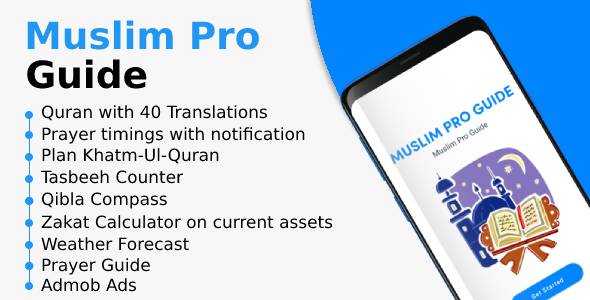 Muslim Pro
Guide
Quran with 40 Translations
Prayer timings with notification
Plan Khatm-Ul-Quran
Tasbeeh Counter
Qibla Compass
Zakat Calculator on current assets
Weather Forecast
Prayer Guide
Admob Ads
MUSLIM PRO GUIDE
Muslim Pro Guide
Get Started